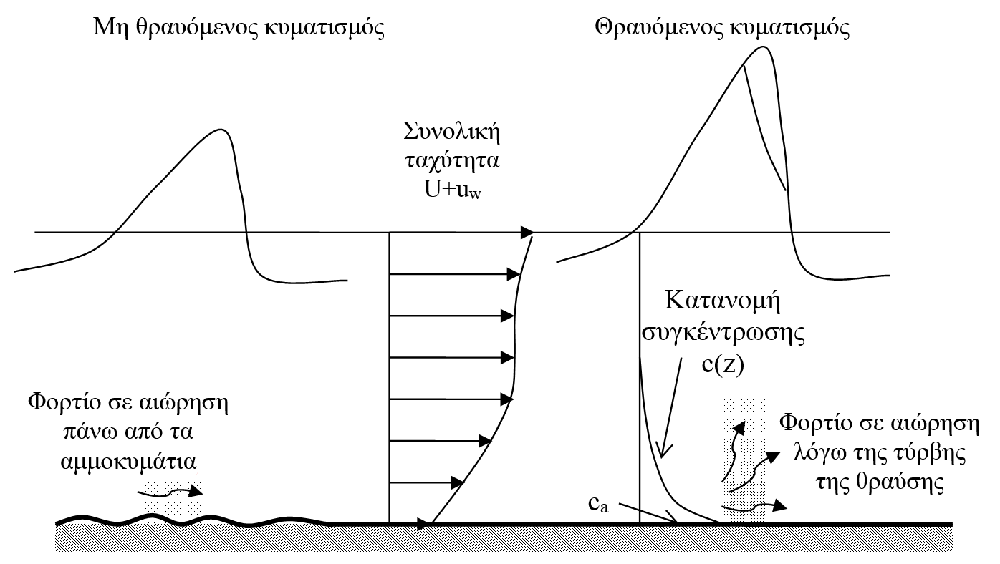 Μη θραυόμενος κυματισμός
Θραυόμενος κυματισμός
Συνολική
ταχύτητα
U+uw
Κατανομή
συγκέντρωσης
c(z)
Φορτίο σε αιώρηση
πάνω από τα
αμμοκυμάτια
Φορτίο σε αιώρηση
λόγω της τύρβης
της θραύσης
ca